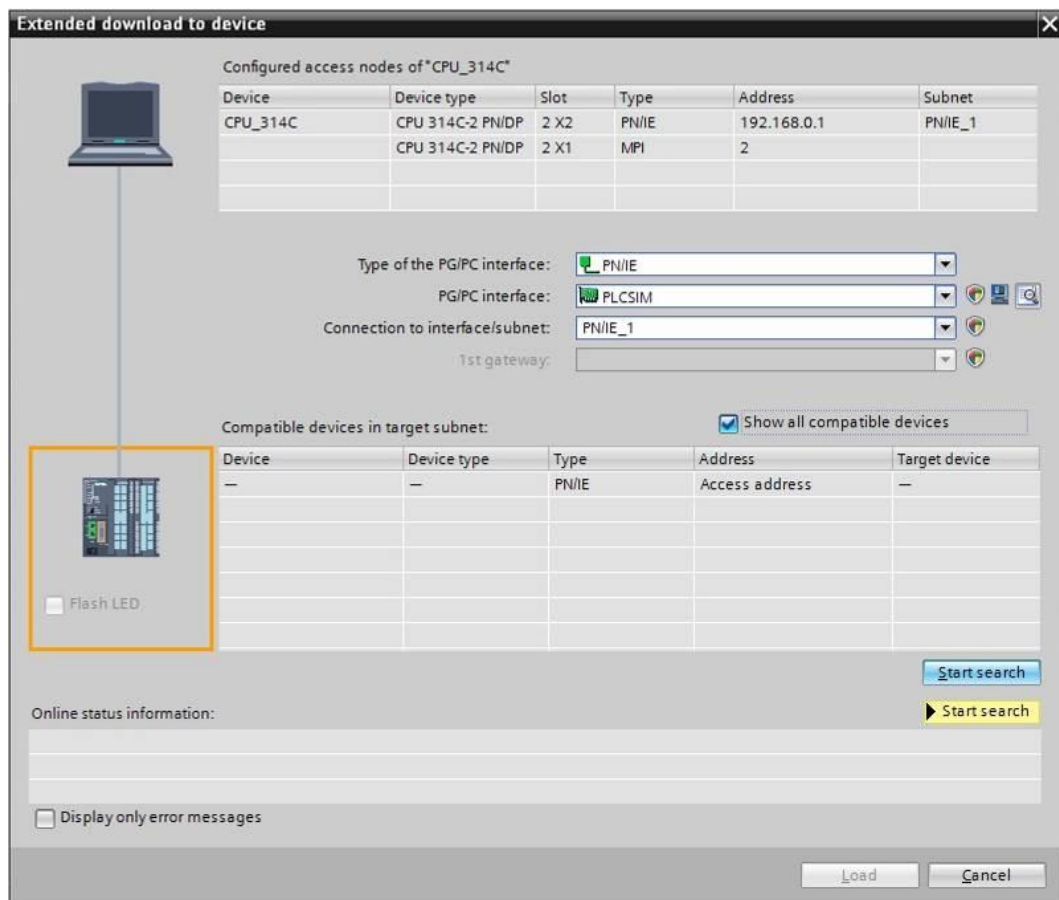 Extended download to device
Configured access nodes of "CPU_314C"
Device Device type Slot Type Address Subnet
CPU_314C CPU 314C-2 PN/DP 2 X2 PN/IE 192.168.0.1 PN/IE_1
CPU 314C-2 PN/DP 2 X1 MPI 2
Type of the PG/PC interface: PN/IE
PG/PC interface: PLCSIM
Connection to interface/subnet: PN/IE_1
1st gateway:
Compatible devices in target subnet: Show all compatible devices
Device Device type Type Address Target device
— — PN/IE Access address —
Flash LED
Start search
Online status information: Start search
Display only error messages
Load Cancel